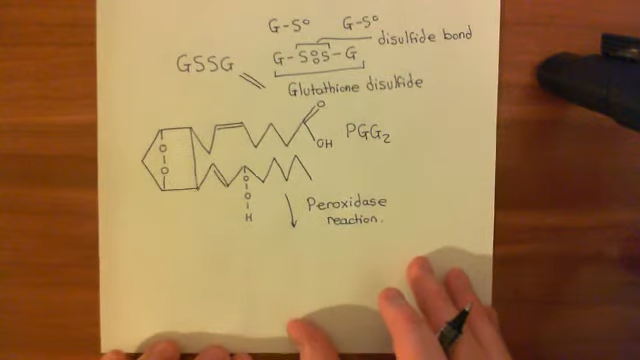 G-S° G-S°
disulfide bond
G-S°°S-G
GSSG
Glutathione disulfide
O
OH
PGG₂
O
O
O
O
H
Peroxidase
reaction.